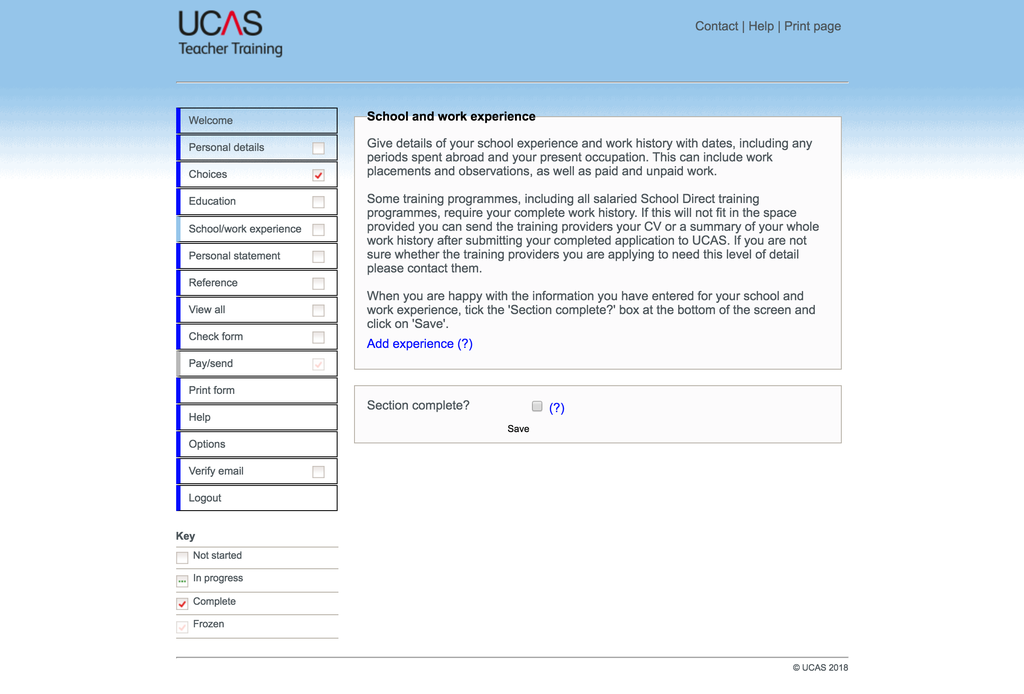 UCAS
Teacher Training
Contact | Help | Print page
Welcome
Personal details
Choices
Education
School/work experience
Personal statement
Reference
View all
Check form
Pay/send
Print form
Help
Options
Verify email
Logout
Key
Not started
In progress
Complete
Frozen
School and work experience
Give details of your school experience and work history with dates, including any
periods spent abroad and your present occupation. This can include work
placements and observations, as well as paid and unpaid work.
Some training programmes, including all salaried School Direct training
programmes, require your complete work history. If this will not fit in the space
provided you can send the training providers your CV or a summary of your whole
work history after submitting your completed application to UCAS. If you are not
sure whether the training providers you are applying to need this level of detail
please contact them.
When you are happy with the information you have entered for your school and
work experience, tick the 'Section complete?' box at the bottom of the screen and
click on 'Save'.
Add experience (?)
Section complete? (?)
Save
© UCAS 2018